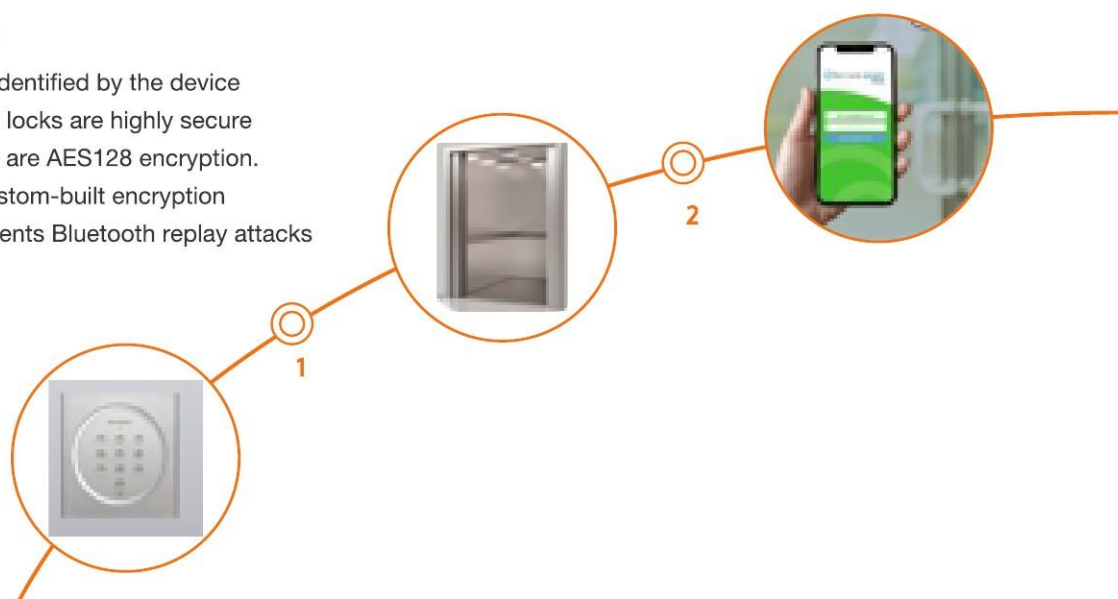 dentified by the device
locks are highly secure
are AES128 encryption.
stom-built encryption
ents Bluetooth replay attacks
2
1